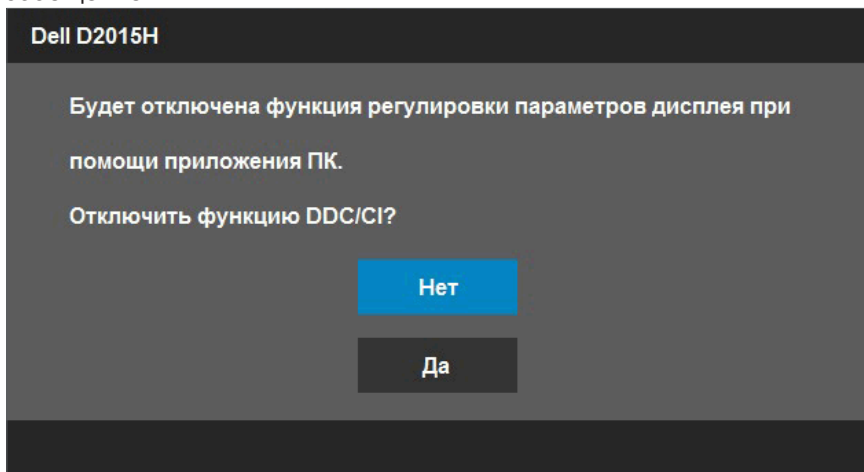 Dell D2015H
Будет отключена функция регулировки параметров дисплея при
помощи приложения ПК.
Отключить функцию DDC/CI?
Нет
Да